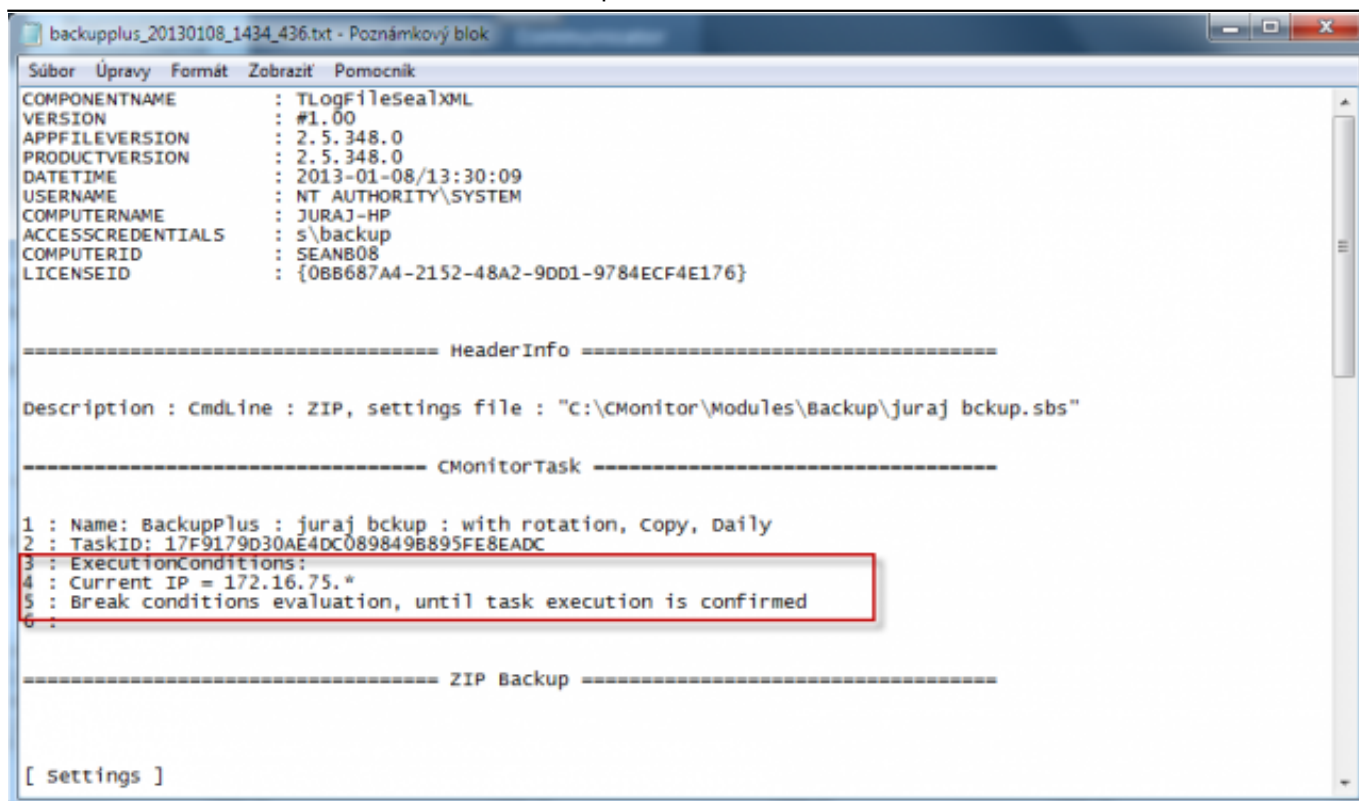 backupplus_20130108_1434_436.txt - Poznámkový blok
Súbor Úpravy Formát Zobraziť Pomocník
COMPONENTNAME : TLogFileSealXML
VERSION : #1.00
APPFILEVERSION : 2.5.348.0
PRODUCTVERSION : 2.5.348.0
DATETIME : 2013-01-08/13:30:09
USERNAME : NT AUTHORITY\SYSTEM
COMPUTERNAME : JURAJ-HP
ACCESSCREDENTIALS : s\backup
COMPUTERID : SEANB08
LICENSEID : {0BB687A4-2152-48A2-9DD1-9784ECF4E176}
=================================== HeaderInfo ===================================
Description : CmdLine : ZIP, settings file : "C:\CMonitor\Modules\Backup\juraj bckup.sbs"
================================== CMonitorTask ==================================
1 : Name: BackupPlus : juraj bckup : with rotation, Copy, Daily
2 : TaskID: 17F9179D30AE4DC089849B895FE8EADC
3 : ExecutionConditions:
4 : Current IP = 172.16.75.*
5 : Break conditions evaluation, until task execution is confirmed
6 :
=================================== ZIP Backup ===================================
[ Settings ]